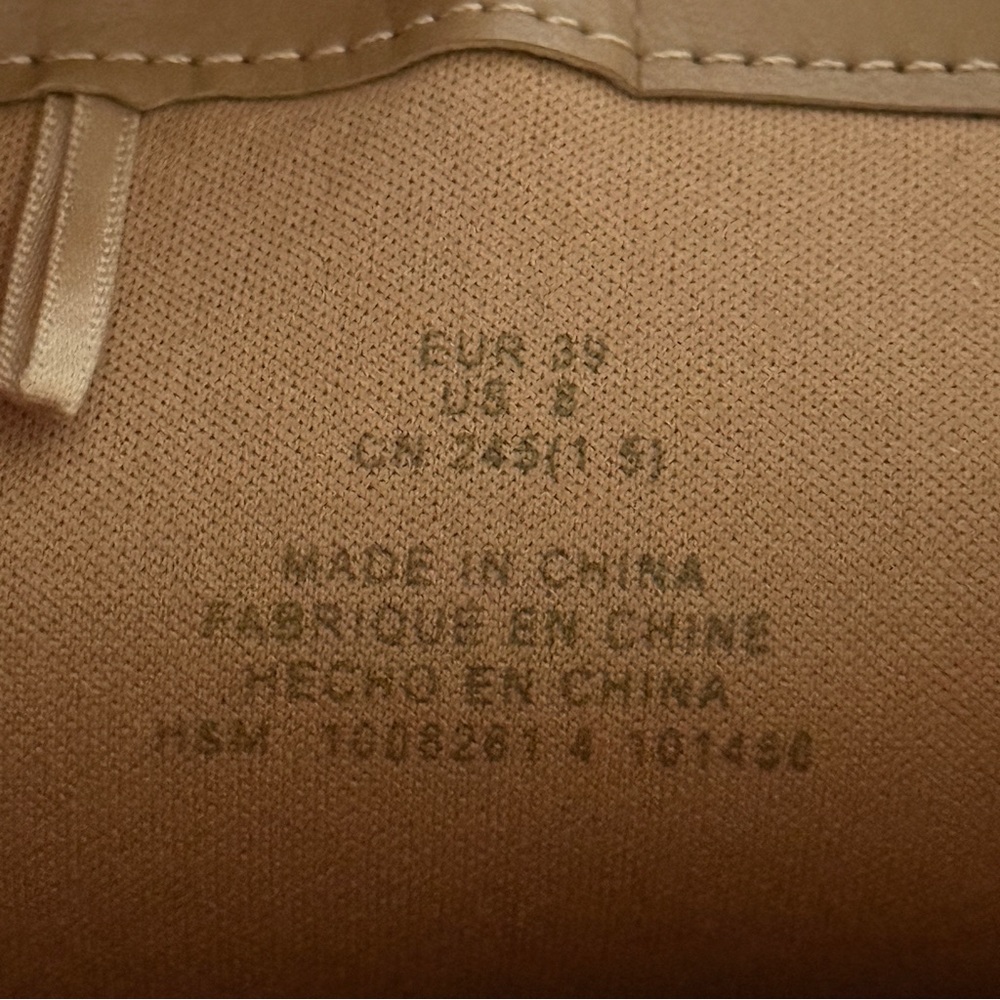 EUR 39
US 8
CN 245(1 5)
MADE IN CHINA
FABRIQUE EN CHINE
HECHO EN CHINA
HSM 1008261 4